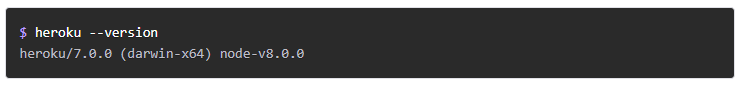 $ heroku --version
heroku/7.0.0 (darwin-x64) node-v8.0.0